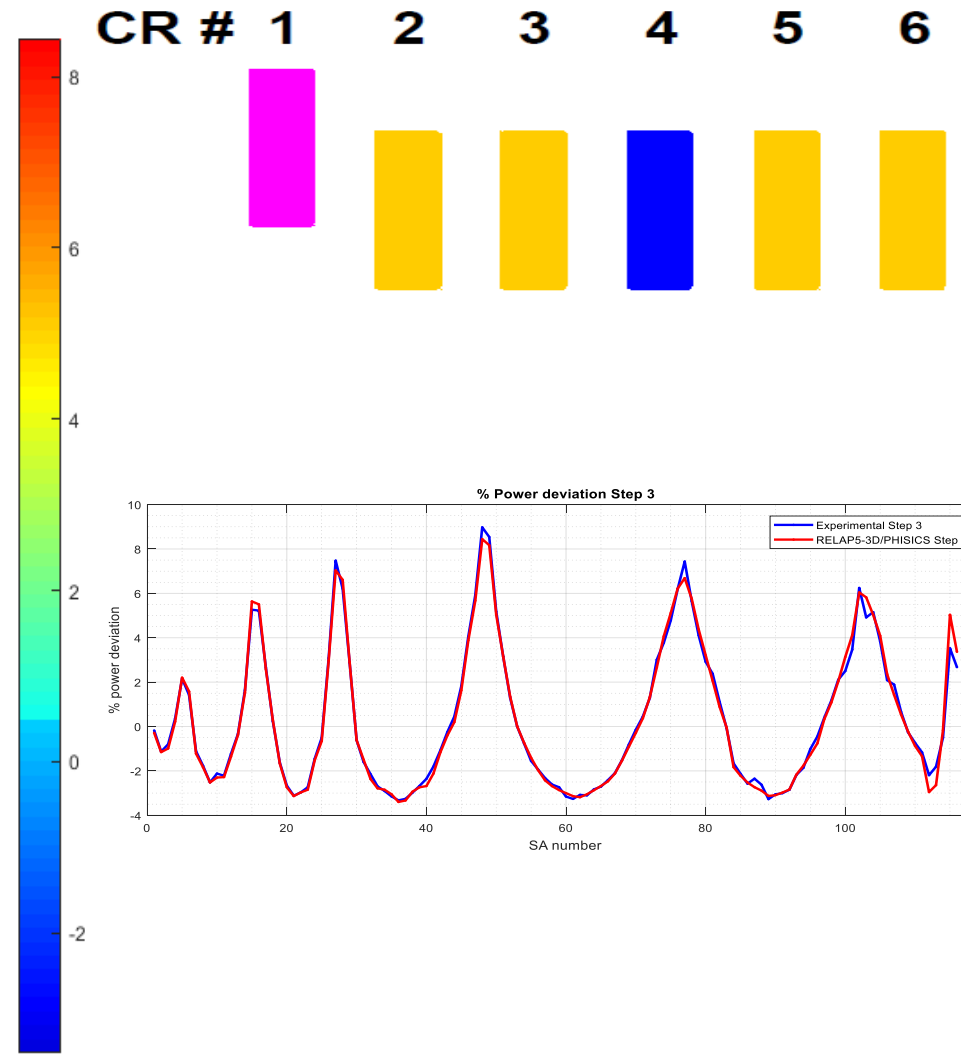 CR # 1 2 3 4 5 6
8
6
4
2
0
-2
% Power deviation Step 3
10
8
6
4
2
0
-2
-4
% power deviation
Experimental Step 3
RELAP5-3D/PHISICS Step
0 20 40 60 80 100
SA number